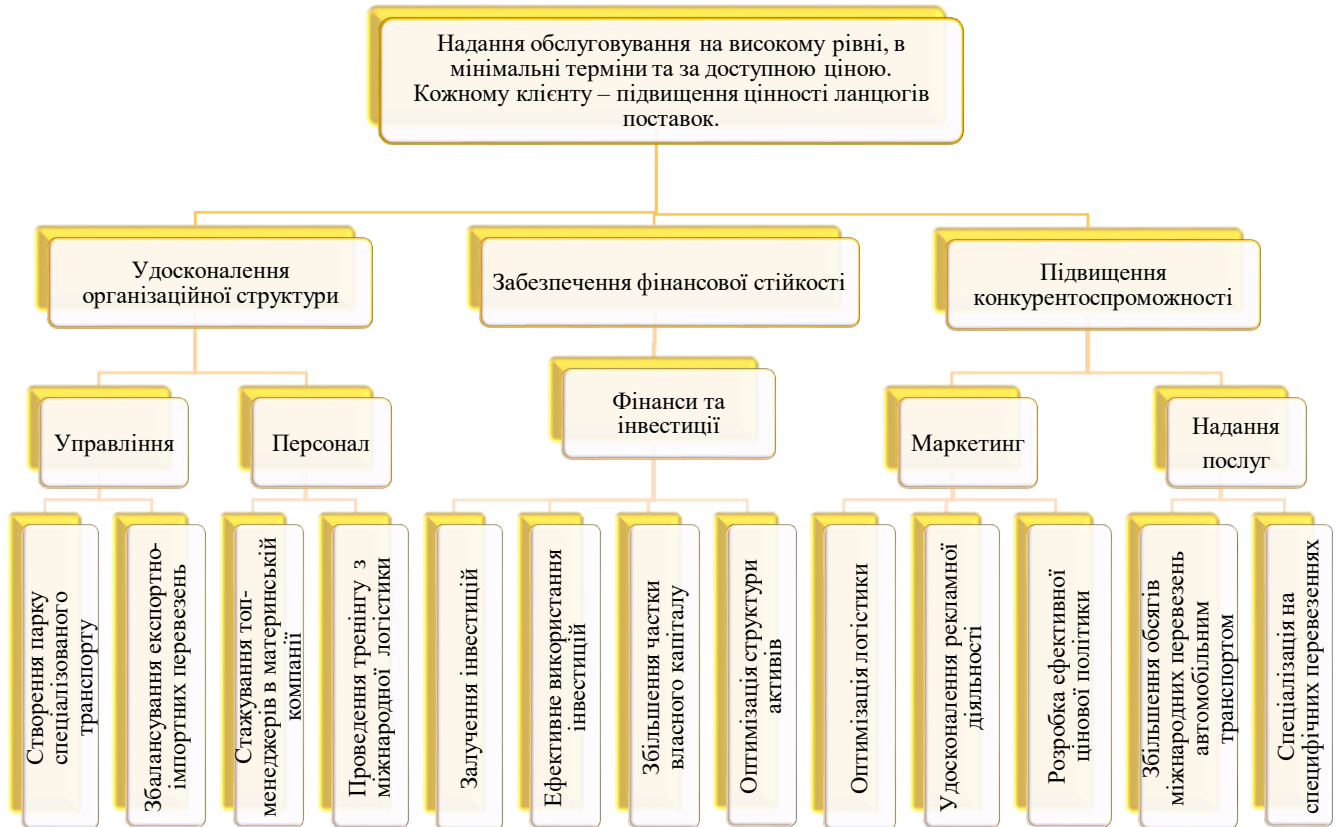 Надання обслуговування на високому рівні, в
мінімальні терміни та за доступною ціною.
Кожному клієнту – підвищення цінності ланцюгів
поставок.
Удосконалення
організаційної структури
Забезпечення фінансової стійкості
Підвищення
конкурентоспроможності
Управління
Персонал
Фінанси та
інвестиції
Маркетинг
Надання
послуг
Створення парку
спеціалізованого
транспорту
Збалансування експортно-
імпортних перевезень
Стажування топ-
менеджерів в материнській
компанії
Проведення тренінгу з
міжнародної логістики
Залучення інвестицій
Ефективне використання
інвестицій
Збільшення частки
власного капіталу
Оптимізація структури
активів
Оптимізація логістики
Удосконалення рекламної
діяльності
Розробка ефективної
цінової політики
Збільшення обсягів
міжнародних перевезень
автомобільним
транспортом
Спеціалізація на
специфічних перевезеннях